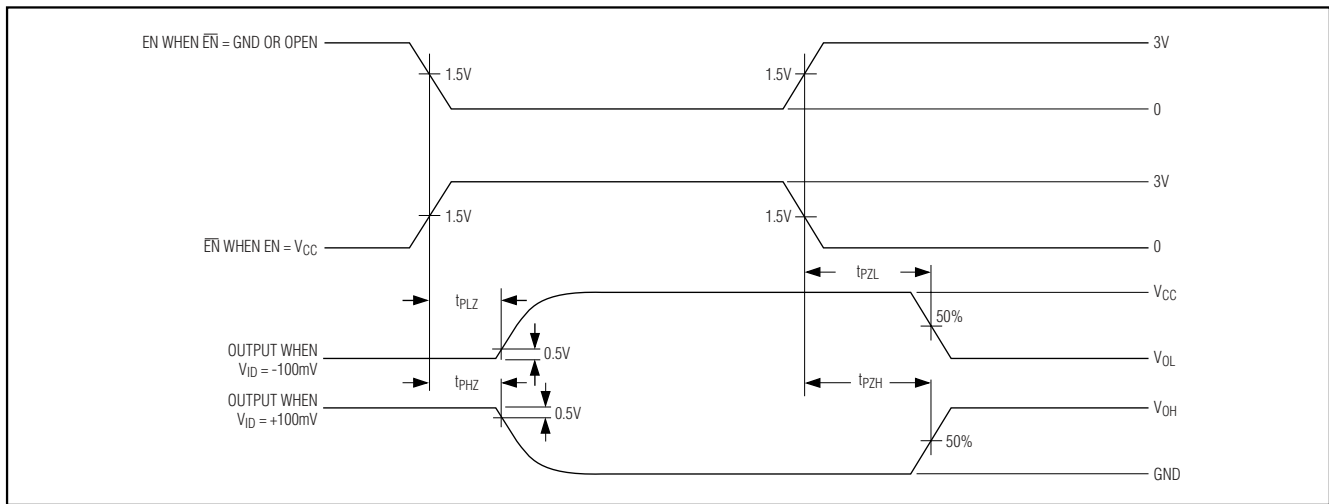 EN WHEN E̅N̅ = GND OR OPEN
3V
1.5V
1.5V
0
3V
1.5V
1.5V
E̅N̅ WHEN EN = VCC
0
tPZL
tPLZ
VCC
50%
OUTPUT WHEN
VID = -100mV
0.5V
VOL
tPHZ
tPZH
OUTPUT WHEN
VID = +100mV
0.5V
VOH
50%
GND